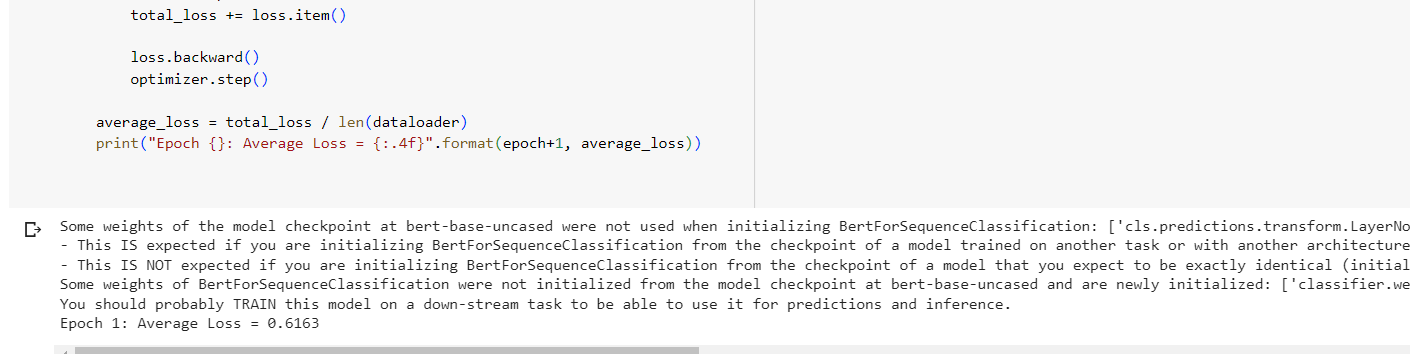 total_loss += loss.item()
loss.backward()
optimizer.step()
average_loss = total_loss / len(dataloader)
print("Epoch {}: Average Loss = {:.4f}".format(epoch+1, average_loss))
Some weights of the model checkpoint at bert-base-uncased were not used when initializing BertForSequenceClassification: ['cls.predictions.transform.LayerNo
- This IS expected if you are initializing BertForSequenceClassification from the checkpoint of a model trained on another task or with another architecture
- This IS NOT expected if you are initializing BertForSequenceClassification from the checkpoint of a model that you expect to be exactly identical (initial
Some weights of BertForSequenceClassification were not initialized from the model checkpoint at bert-base-uncased and are newly initialized: ['classifier.we
You should probably TRAIN this model on a down-stream task to be able to use it for predictions and inference.
Epoch 1: Average Loss = 0.6163